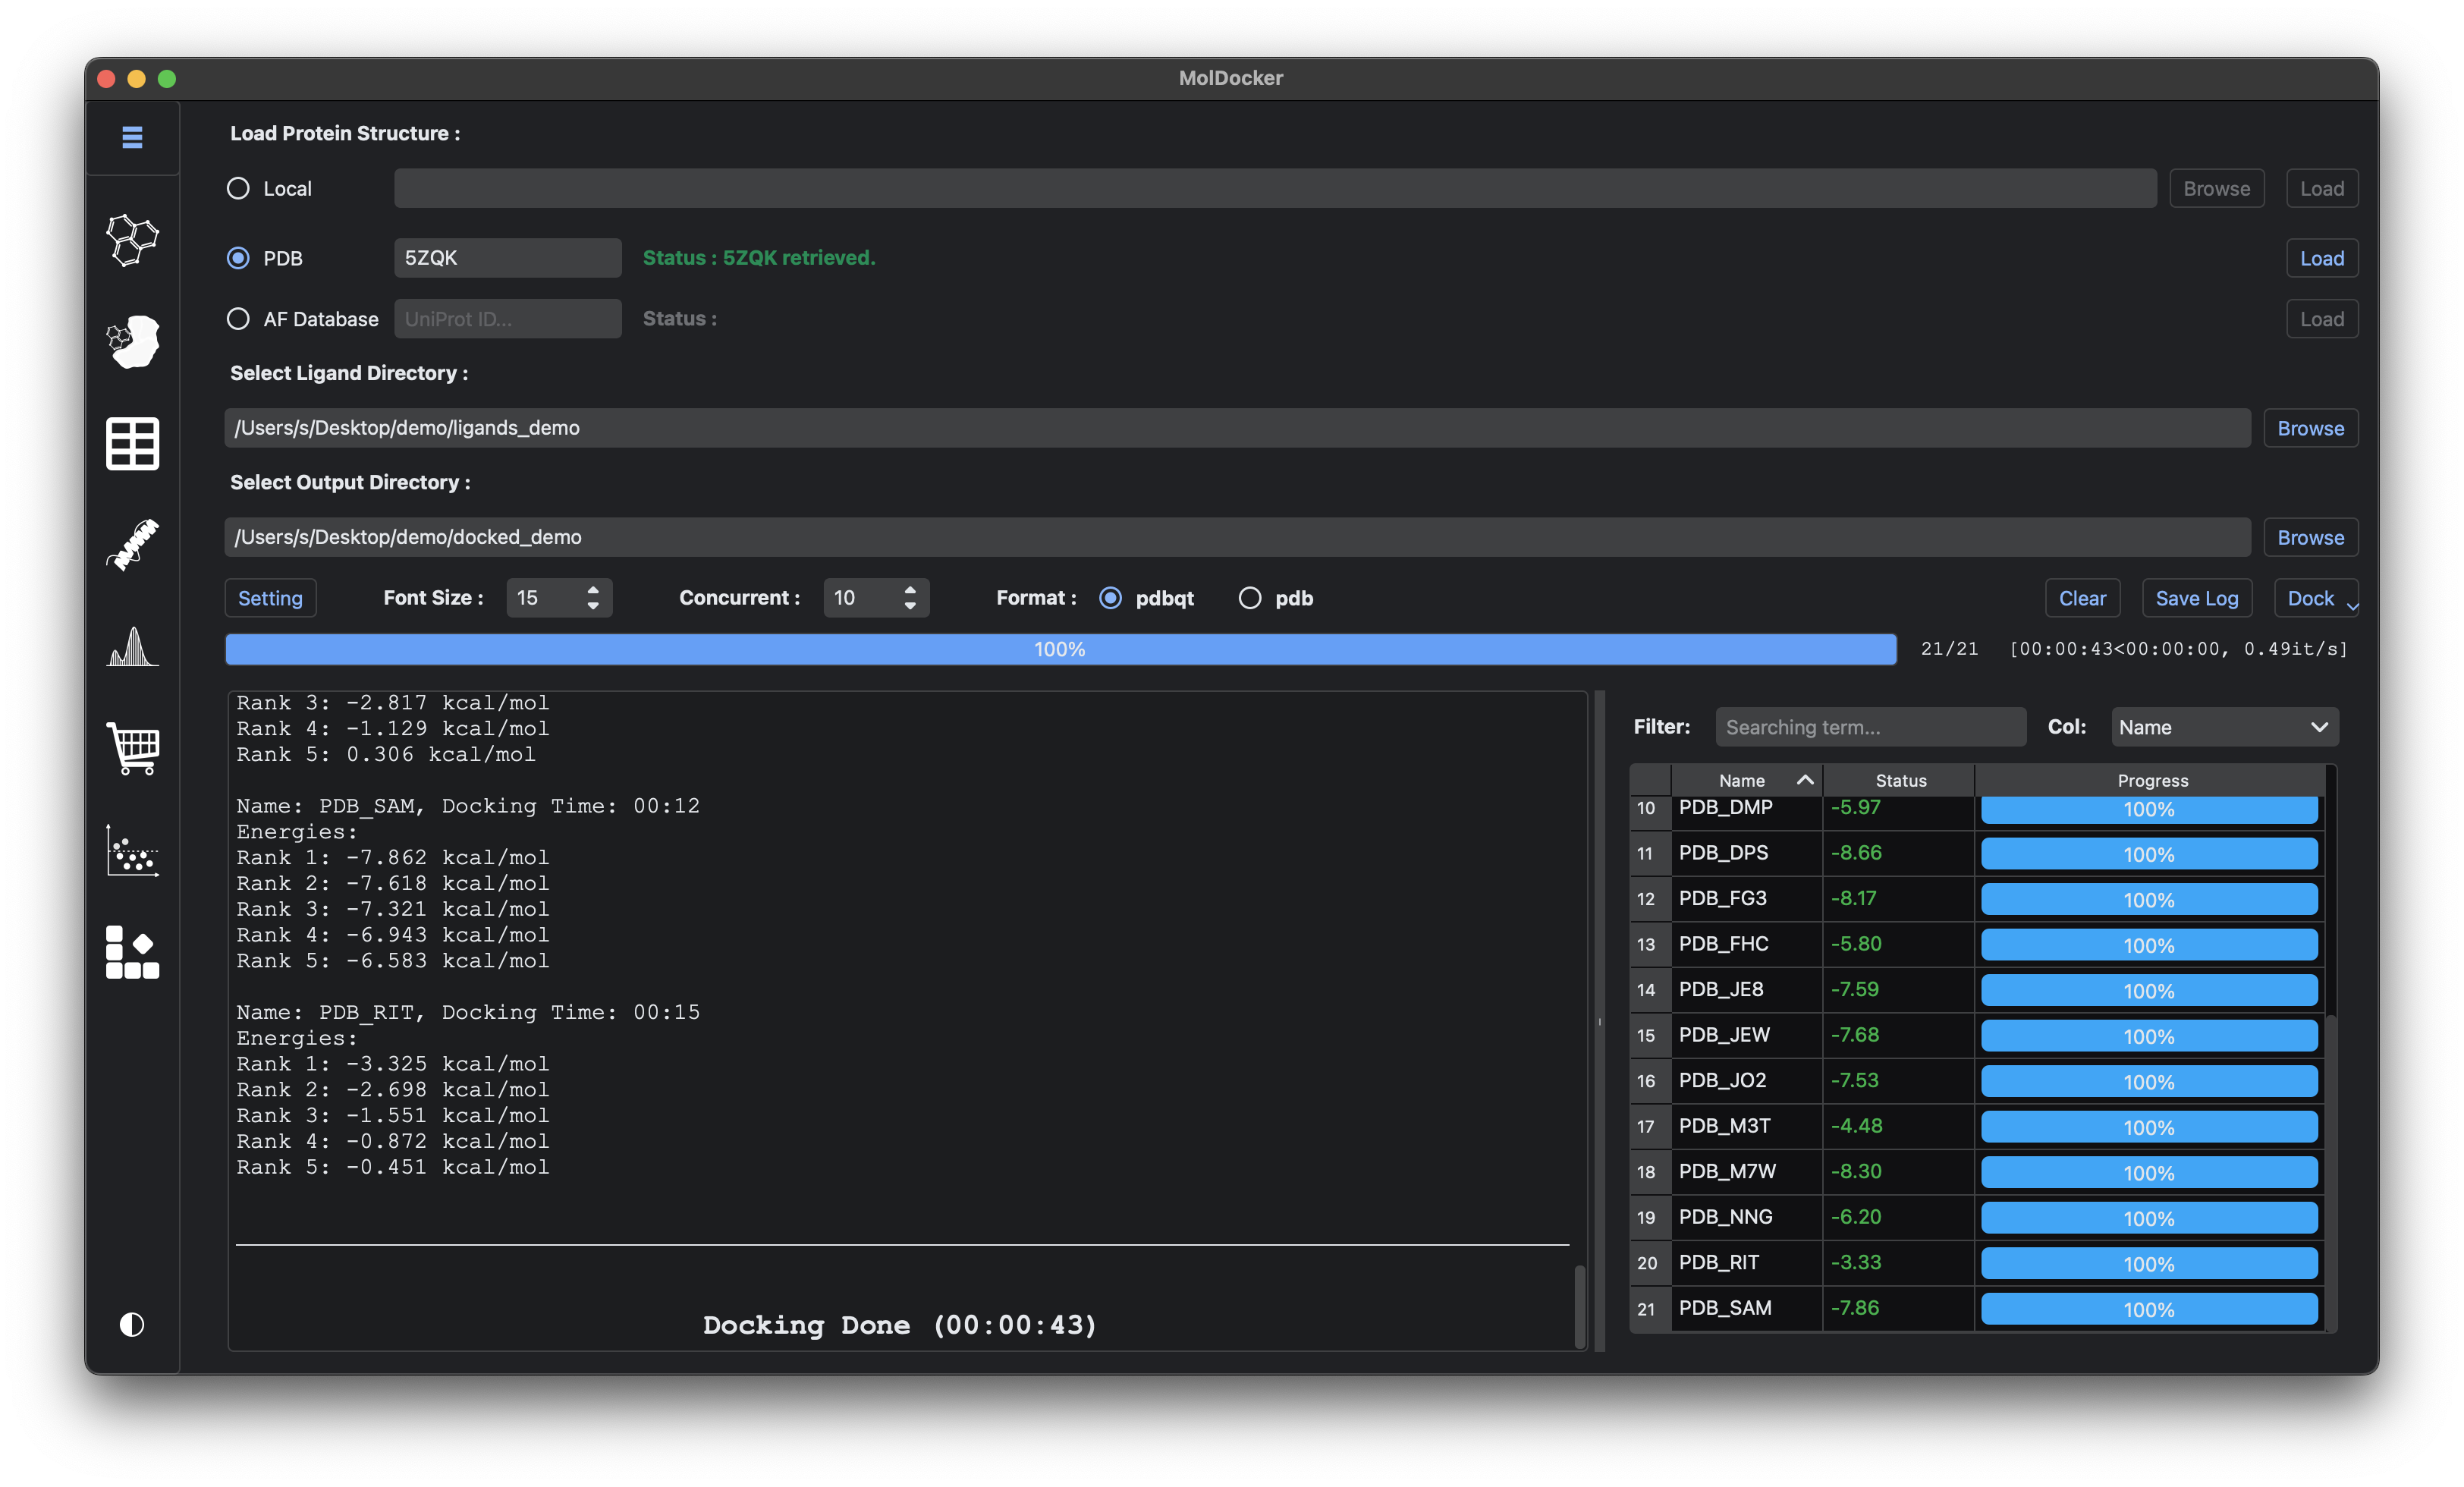 MolDocker
Load Protein Structure :
Local
Browse
Load
PDB
5ZQK
Status : 5ZQK retrieved.
Load
AF Database
UniProt ID...
Status :
Load
Select Ligand Directory :
/Users/s/Desktop/demo/ligands_demo
Browse
Select Output Directory :
/Users/s/Desktop/demo/docked_demo
Browse
Setting
Font Size :
15
Concurrent :
10
Format :
pdbqt
pdb
Clear
Save Log
Dock
100%
21/21
[00:00:43<00:00:00, 0.49it/s]
Rank 3: -2.817 kcal/mol
Rank 4: -1.129 kcal/mol
Rank 5: 0.306 kcal/mol
Name: PDB_SAM, Docking Time: 00:12
Energies:
Rank 1: -7.862 kcal/mol
Rank 2: -7.618 kcal/mol
Rank 3: -7.321 kcal/mol
Rank 4: -6.943 kcal/mol
Rank 5: -6.583 kcal/mol
Name: PDB_RIT, Docking Time: 00:15
Energies:
Rank 1: -3.325 kcal/mol
Rank 2: -2.698 kcal/mol
Rank 3: -1.551 kcal/mol
Rank 4: -0.872 kcal/mol
Rank 5: -0.451 kcal/mol
Docking Done (00:00:43)
Filter:
Searching term...
Col:
Name
Name Status Progress
10 PDB_DMP -5.97 100%
11 PDB_DPS -8.66 100%
12 PDB_FG3 -8.17 100%
13 PDB_FHC -5.80 100%
14 PDB_JE8 -7.59 100%
15 PDB_JEW -7.68 100%
16 PDB_JO2 -7.53 100%
17 PDB_M3T -4.48 100%
18 PDB_M7W -8.30 100%
19 PDB_NNG -6.20 100%
20 PDB_RIT -3.33 100%
21 PDB_SAM -7.86 100%